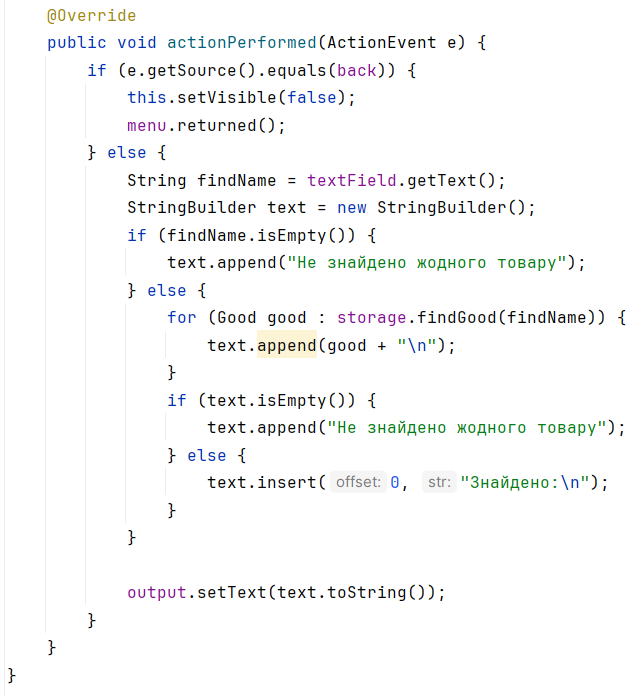 @Override
public void actionPerformed(ActionEvent e) {
if (e.getSource().equals(back)) {
this.setVisible(false);
menu.returned();
} else {
String findName = textField.getText();
StringBuilder text = new StringBuilder();
if (findName.isEmpty()) {
text.append("Не знайдено жодного товару");
} else {
for (Good good : storage.findGood(findName)) {
text.append(good + "\n");
}
if (text.isEmpty()) {
text.append("Не знайдено жодного товару");
} else {
text.insert( offset: 0, str: "Знайдено:\n");
}
}
output.setText(text.toString());
}
}
}